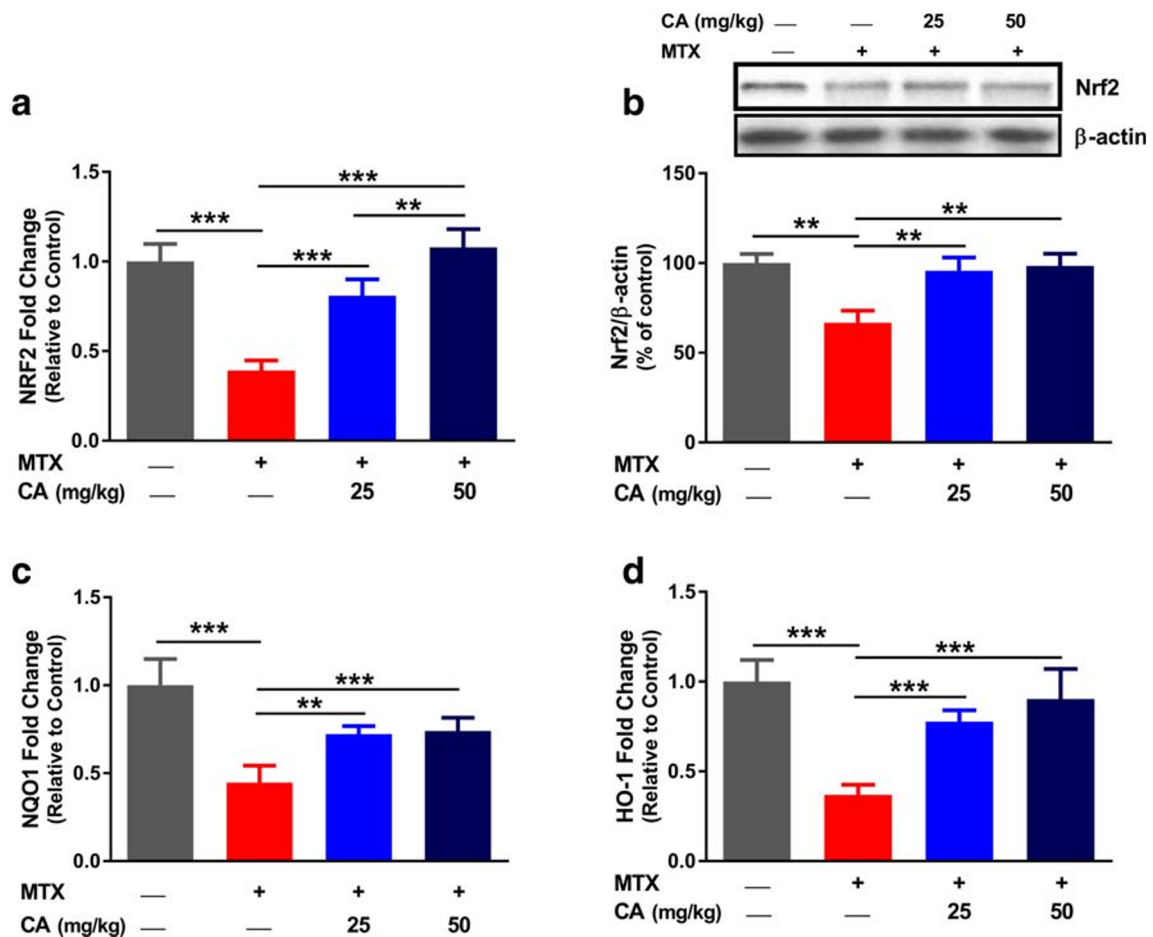 a
1.5
1.0
0.5
0.0
NRF2 Fold Change
(Relative to Control)
***
***
**
***
MTX — + + +
CA (mg/kg) — — 25 50
b
CA (mg/kg) — — 25 50
MTX — + + +
Nrf2
β-actin
150
100
50
0
Nrf2/β-actin
(% of control)
**
**
**
MTX — + + +
CA (mg/kg) — — 25 50
c
1.5
1.0
0.5
0.0
NQO1 Fold Change
(Relative to Control)
***
***
**
MTX — + + +
CA (mg/kg) — — 25 50
d
1.5
1.0
0.5
0.0
HO-1 Fold Change
(Relative to Control)
***
***
***
MTX — + + +
CA (mg/kg) — — 25 50